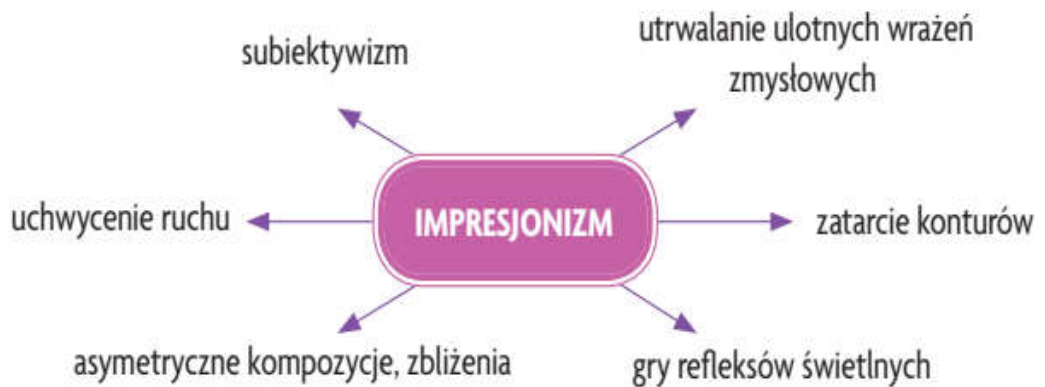 subiektywizm
utrwalanie ulotnych wrażeń
zmysłowych
uchwycenie ruchu
IMPRESJONIZM
zatarcie konturów
asymetryczne kompozycje, zbliżenia
gry refleksów świetlnych